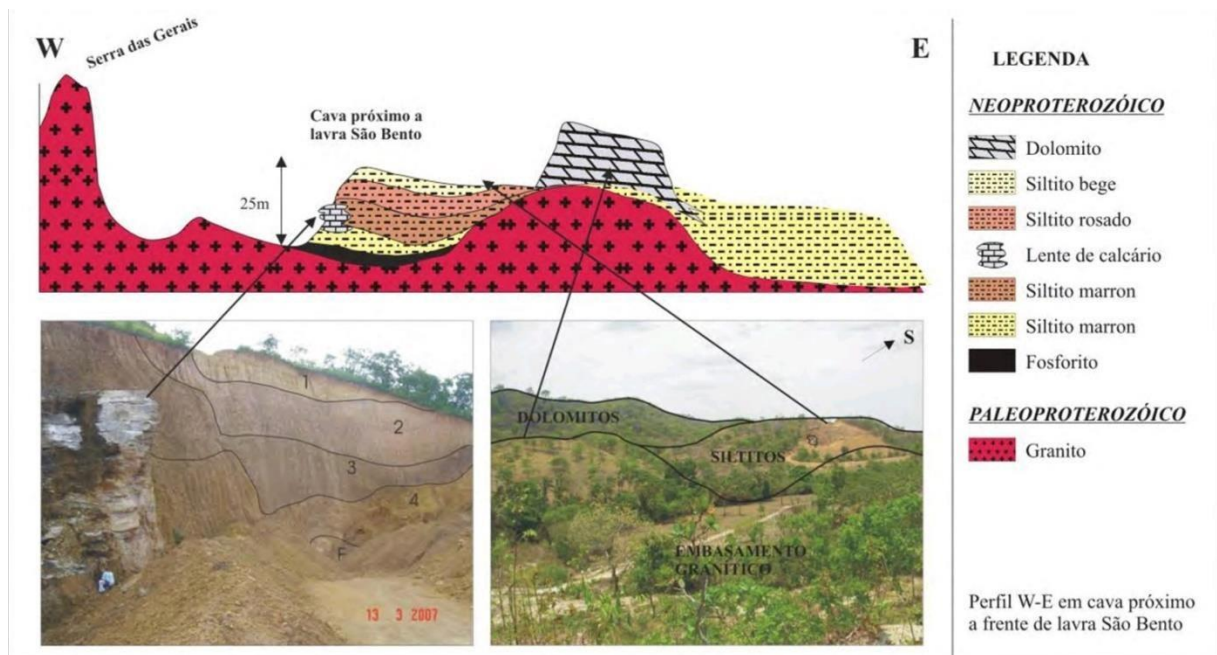 W
Serra das Gerais
E
Cava próximo a
lavra São Bento
25m
LEGENDA
NEOPROTEROZÓICO
Dolomito
Siltito bege
Siltito rosado
Lente de calcário
Siltito marron
Siltito marron
Fosforito
PALEOPROTEROZÓICO
Granito
1
2
3
4
F
13 3 2007
S
DOLOMITOS
SILTITOS
EMBASAMENTO
GRANITICO
Perfil W-E em cava próximo
a frente de lavra São Bento